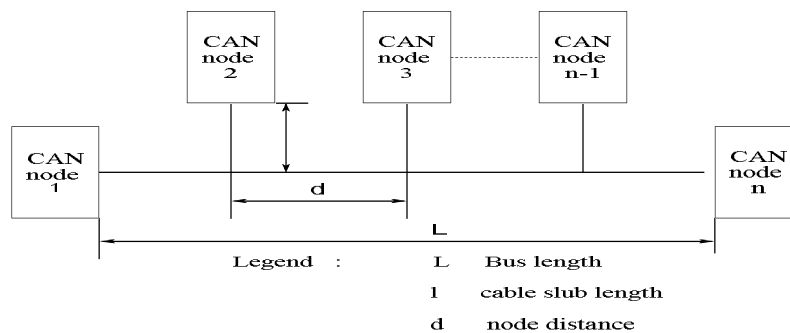 CAN
node
2
CAN
node
3
CAN
node
n-1
CAN
node
1
CAN
node
n
d
L
Legend : L Bus length
l cable slub length
d node distance